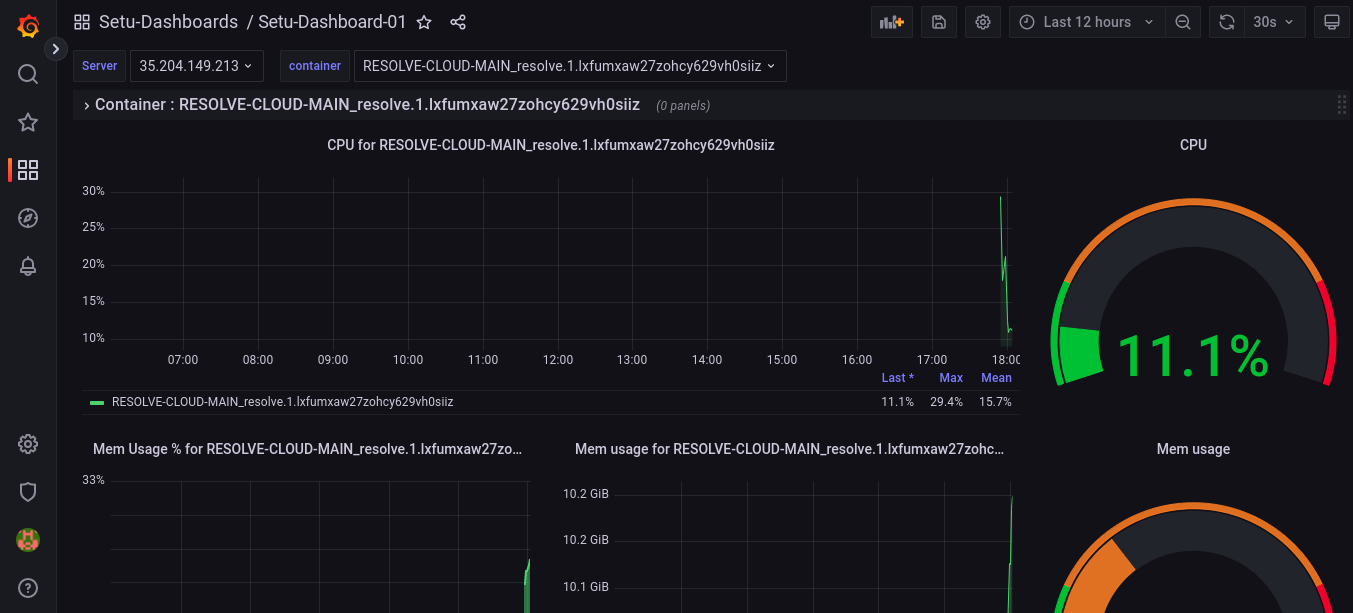 Setu-Dashboards / Setu-Dashboard-01
Last 12 hours
30s
Server 35.204.149.213 container RESOLVE-CLOUD-MAIN_resolve.1.lxfumxaw27zohcy629vh0siiz
Container : RESOLVE-CLOUD-MAIN_resolve.1.lxfumxaw27zohcy629vh0siiz (0 panels)
CPU for RESOLVE-CLOUD-MAIN_resolve.1.lxfumxaw27zohcy629vh0siiz
30%
25%
20%
15%
10%
07:00 08:00 09:00 10:00 11:00 12:00 13:00 14:00 15:00 16:00 17:00 18:00
Last * Max Mean
RESOLVE-CLOUD-MAIN_resolve.1.lxfumxaw27zohcy629vh0siiz 11.1% 29.4% 15.7%
CPU
11.1%
Mem Usage % for RESOLVE-CLOUD-MAIN_resolve.1.lxfumxaw27zo...
33%
Mem usage for RESOLVE-CLOUD-MAIN_resolve.1.lxfumxaw27zohc...
10.2 GiB
10.2 GiB
10.1 GiB
Mem usage